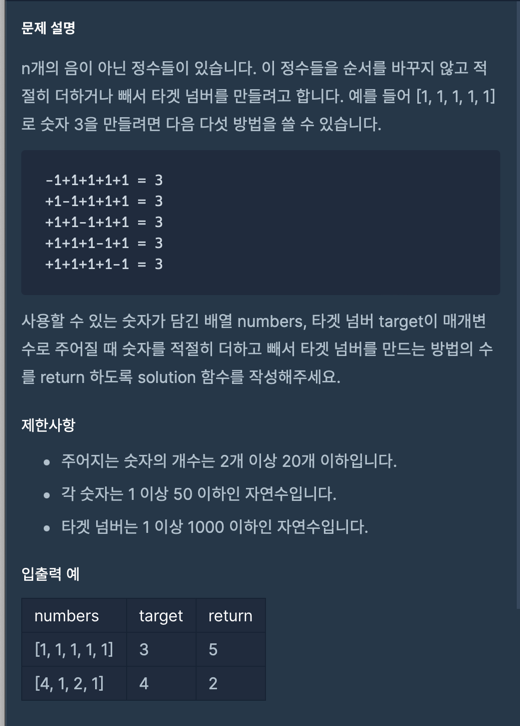 문제 설명
n개의 음이 아닌 정수들이 있습니다. 이 정수들을 순서를 바꾸지 않고 적
절히 더하거나 빼서 타겟 넘버를 만들려고 합니다. 예를 들어 [1, 1, 1, 1, 1]
로 숫자 3을 만들려면 다음 다섯 방법을 쓸 수 있습니다.
-1+1+1+1+1 = 3
+1-1+1+1+1 = 3
+1+1-1+1+1 = 3
+1+1+1-1+1 = 3
+1+1+1+1-1 = 3
사용할 수 있는 숫자가 담긴 배열 numbers, 타겟 넘버 target이 매개변
수로 주어질 때 숫자를 적절히 더하고 빼서 타겟 넘버를 만드는 방법의 수
를 return 하도록 solution 함수를 작성해주세요.
제한사항
• 주어지는 숫자의 개수는 2개 이상 20개 이하입니다.
• 각 숫자는 1 이상 50 이하인 자연수입니다.
• 타겟 넘버는 1 이상 1000 이하인 자연수입니다.
입출력 예
numbers target return
[1, 1, 1, 1, 1] 3 5
[4, 1, 2, 1] 4 2